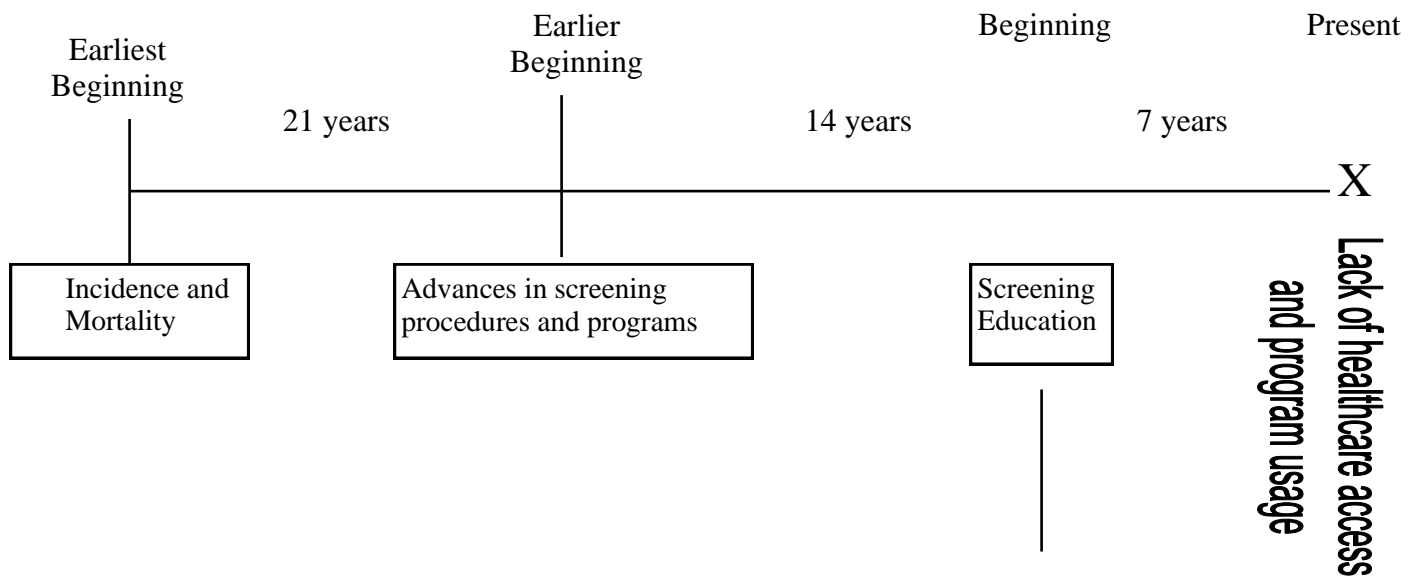 Earliest
Beginning
Earlier
Beginning
Beginning
Present
21 years
14 years
7 years
X
Incidence and
Mortality
Advances in screening
procedures and programs
Screening
Education
Lack of healthcare access
and program usage